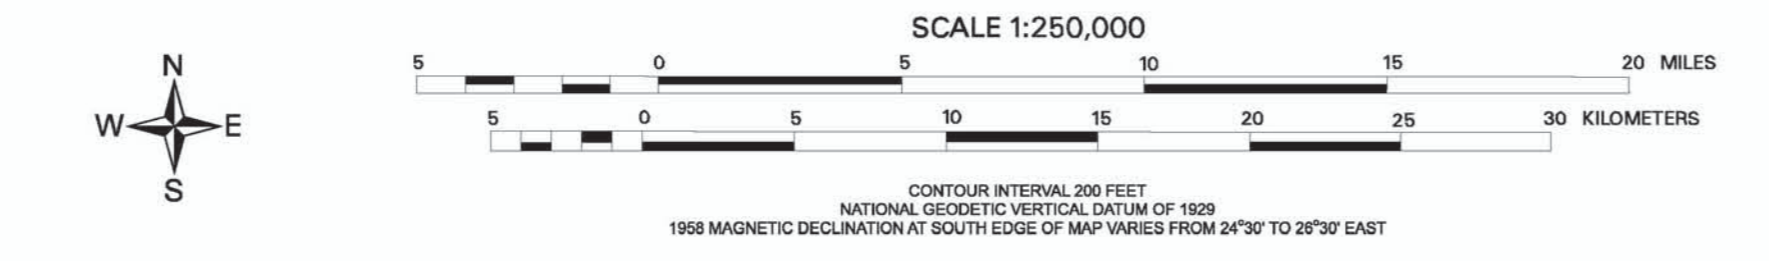 SCALE 1:250,000
N
W E
S
5 0 5 10 15 20 MILES
5 0 5 10 15 20 25 30 KILOMETERS
CONTOUR INTERVAL 200 FEET
NATIONAL GEODETIC VERTICAL DATUM OF 1929
1958 MAGNETIC DECLINATION AT SOUTH EDGE OF MAP VARIES FROM 24°30' TO 26°30' EAST